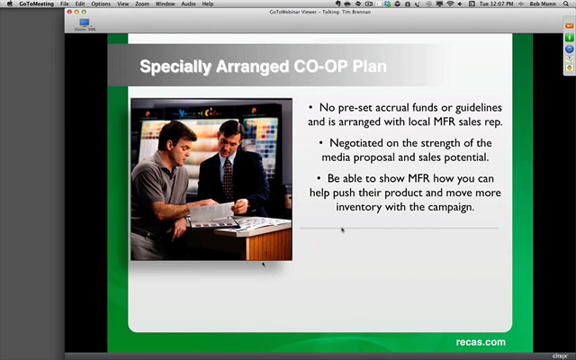 GoToMeeting File Edit Options View Zoom Window Audio Help
Tue 12:07 PM Beb Munn
GoToWebinar Viewer - Talking: Tim Brennan
Specially Arranged CO-OP Plan
• No pre-set accrual funds or guidelines
and is arranged with local MFR sales rep.
• Negotiated on the strength of the
media proposal and sales potential.
• Be able to show MFR how you can
help push their product and move more
inventory with the campaign.
recas.com
citrix